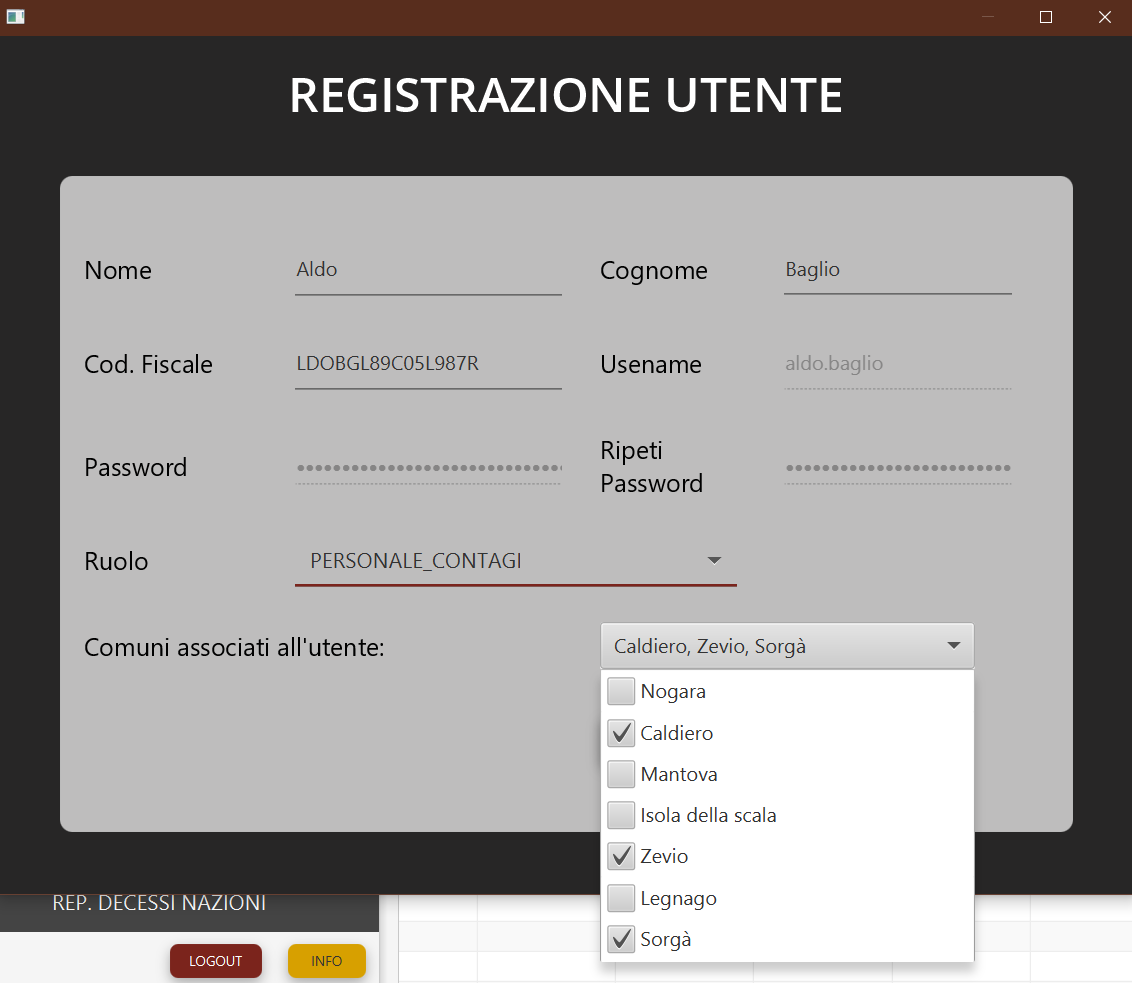 REGISTRAZIONE UTENTE
Nome
Aldo
Cognome
Baglio
Cod. Fiscale
LDOBGL89C05L987R
Usename
aldo.baglio
Password
Ripeti
Password
Ruolo
PERSONALE_CONTAGI
Comuni associati all'utente:
Caldiero, Zevio, Sorgà
Nogara
Caldiero
Mantova
Isola della scala
Zevio
Legnago
Sorgà
REP. DECESSI NAZIONI
LOGOUT
INFO